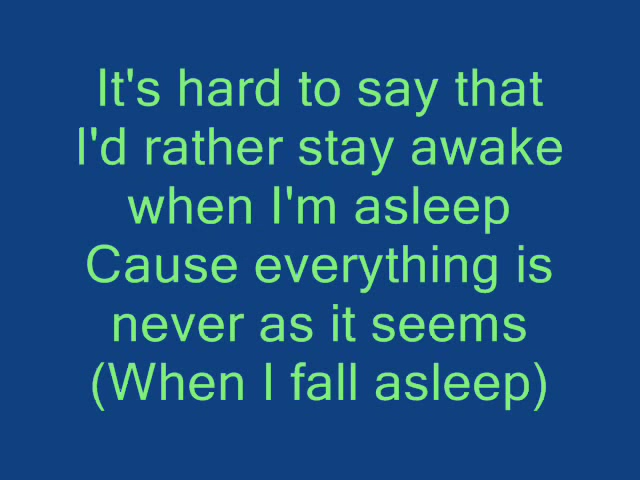 It's hard to say that
I'd rather stay awake
when I'm asleep
Cause everything is
never as it seems
(When I fall asleep)